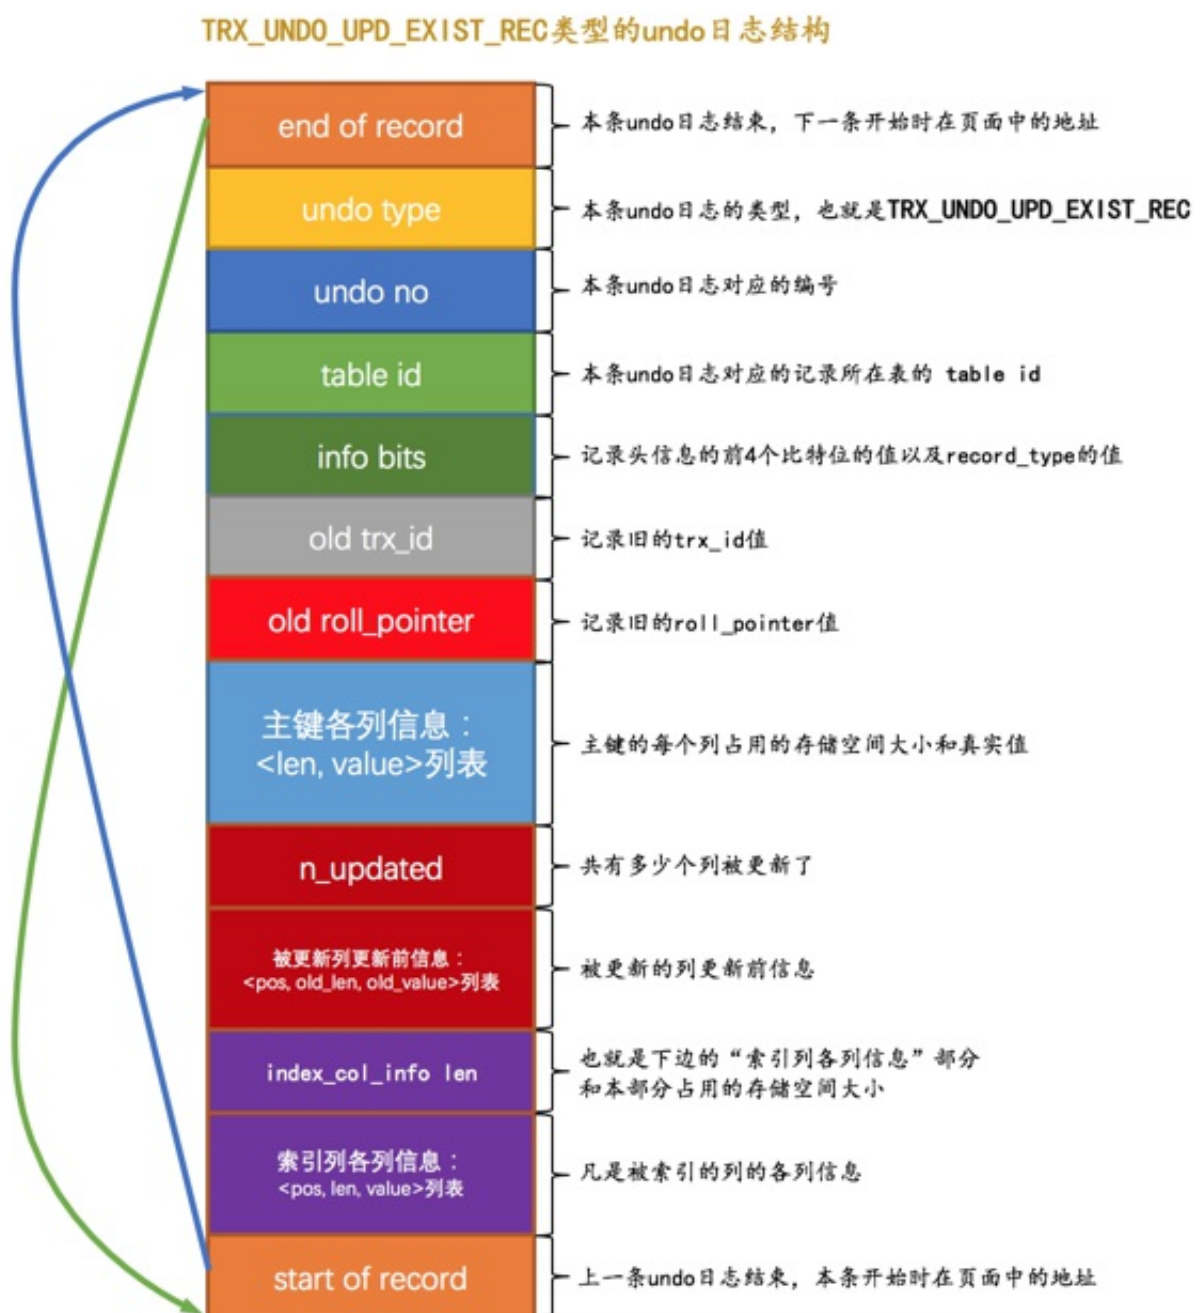 TRX_UNDO_UPD_EXIST_REC类型的undo日志结构
end of record
本条undo日志结束，下一条开始时在页面中的地址
undo type
本条undo日志的类型，也就是TRX_UNDO_UPD_EXIST_REC
undo no
本条undo日志对应的编号
table id
本条undo日志对应的记录所在表的 table id
info bits
记录头信息的前4个比特位的值以及record_type的值
old trx_id
记录旧的trx_id值
old roll_pointer
记录旧的roll_pointer值
主键各列信息：
<len, value>列表
主键的每个列占用的存储空间大小和真实值
n_updated
共有多少个列被更新了
被更新列更新前信息：
<pos, old_len, old_value>列表
被更新的列更新前信息
index_col_info len
也就是下边的“索引列各列信息”部分
和本部分占用的存储空间大小
索引列各列信息：
<pos, len, value>列表
凡是被索引的列的各列信息
start of record
上一条undo日志结束，本条开始时在页面中的地址